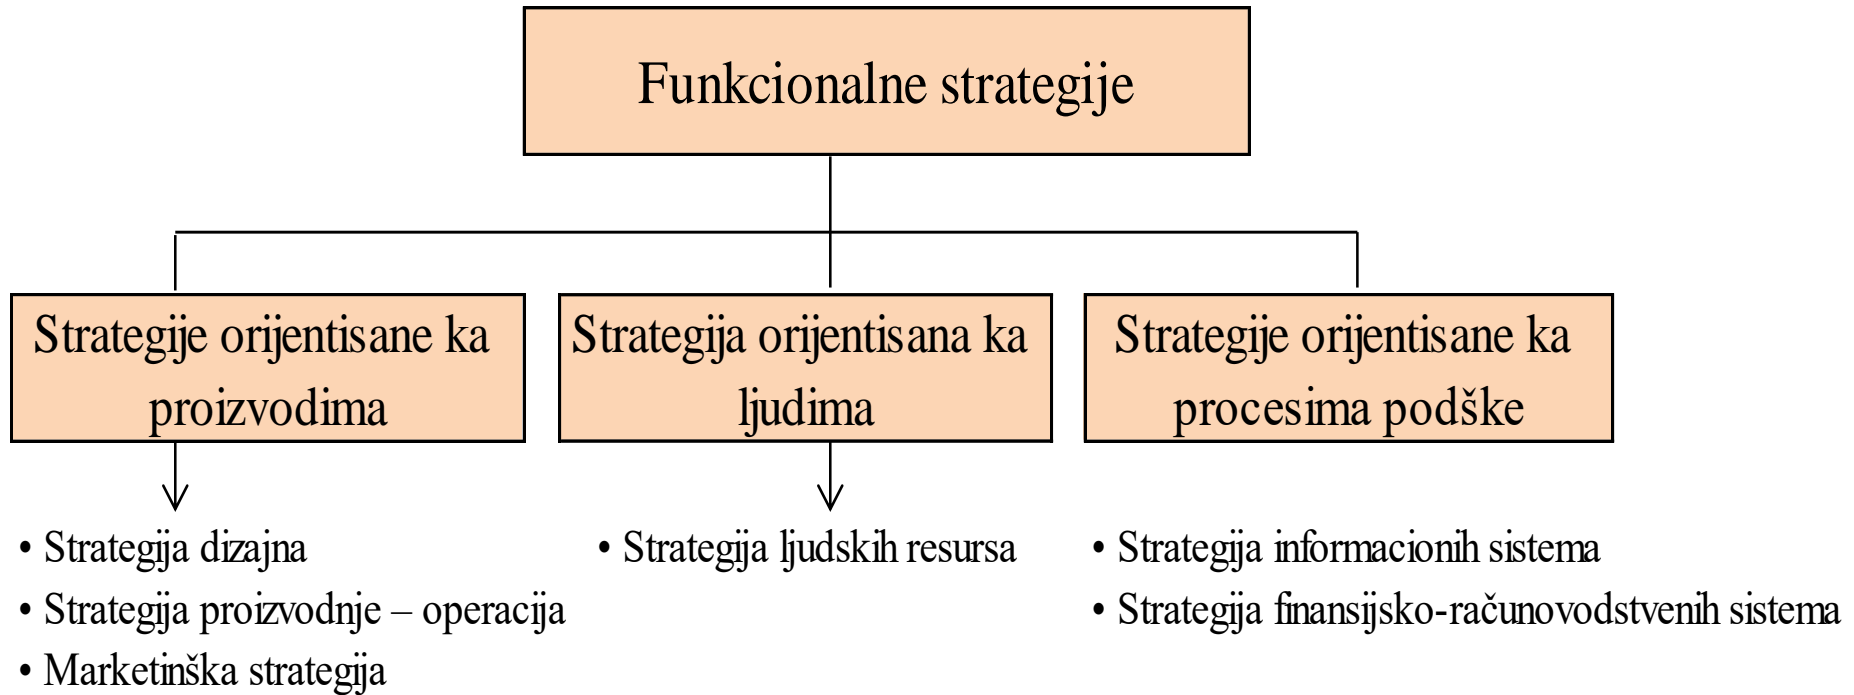 Funkcionalne strategije
Strategije orijentisane ka
proizvodima
Strategija orijentisana ka
ljudima
Strategije orijentisane ka
procesima podške
• Strategija dizajna
• Strategija proizvodnje – operacija
• Marketinška strategija
• Strategija ljudskih resursa
• Strategija informacionih sistema
• Strategija finansijsko-računovodstvenih sistema